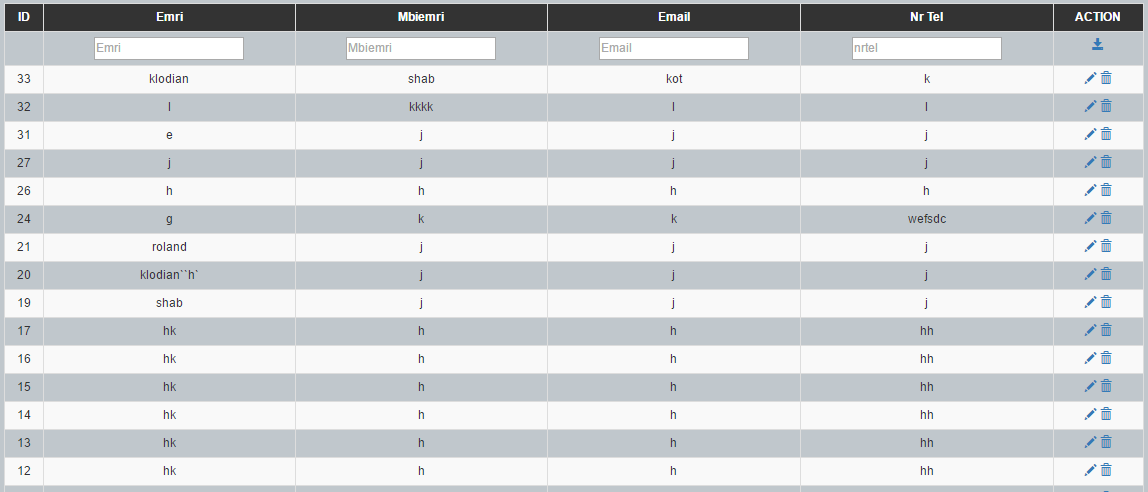 ID Emri Mbiemri Email Nr Tel ACTION
Emri Mbiemri Email nrtel
33 klodian shab kot k
32 l kkkk l l
31 e j j j
27 j j j j
26 h h h h
24 g k k wefsdc
21 roland j j j
20 klodian``h` j j j
19 shab j j j
17 hk h h hh
16 hk h h hh
15 hk h h hh
14 hk h h hh
13 hk h h hh
12 hk h h hh